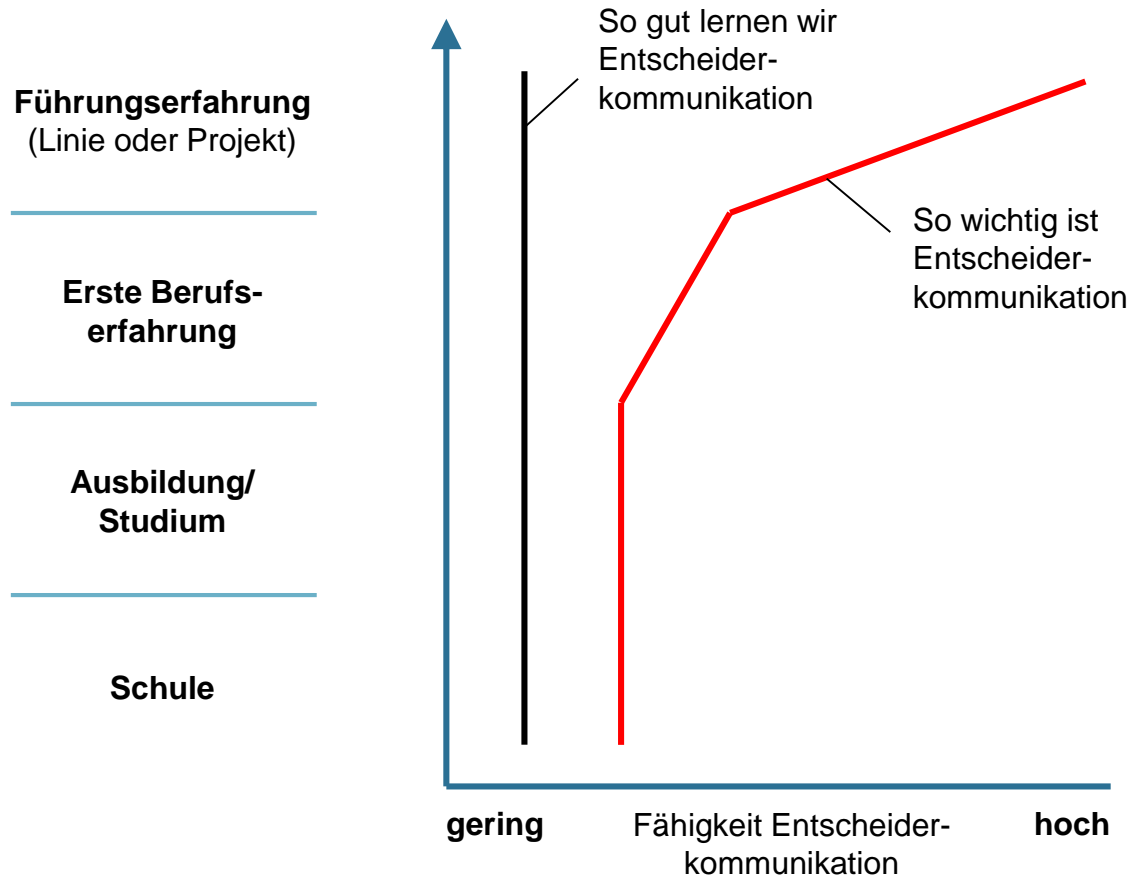 So gut lernen wir
Entscheider-
kommunikation
Führungserfahrung
(Linie oder Projekt)
So wichtig ist
Entscheider-
kommunikation
Erste Berufs-
erfahrung
Ausbildung/
Studium
Schule
gering
Fähigkeit Entscheider-
kommunikation
hoch